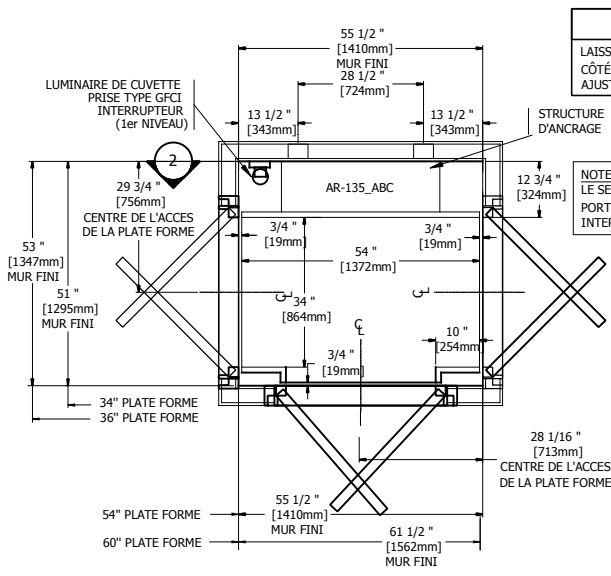 55 1/2 "
[1410mm]
MUR FINI
28 1/2 "
[724mm]
13 1/2 "
[343mm]
13 1/2 "
[343mm]
LUMINAIRE DE CUVETTE
PRISE TYPE GFCI
INTERRUPTEUR
(1er NIVEAU)
STRUCTURE
D'ANCRAGE
LAISS
CÔTÉ
AJUST
2
AR-135_ABC
29 3/4 "
[756mm]
CENTRE DE L'ACCES
DE LA PLATE FORME
12 3/4 "
[324mm]
NOTE
LE SE
PORT
INTER
3/4 "
[19mm]
3/4 "
[19mm]
54 "
[1372mm]
53 "
[1347mm]
MUR FINI
51 "
[1295mm]
MUR FINI
34 "
[864mm]
CL
CL
CL
10 "
[254mm]
3/4 "
[19mm]
34" PLATE FORME
36" PLATE FORME
28 1/16 "
[713mm]
CENTRE DE L'ACCES
DE LA PLATE FORME
54" PLATE FORME
55 1/2 "
[1410mm]
MUR FINI
60" PLATE FORME
61 1/2 "
[1562mm]
MUR FINI